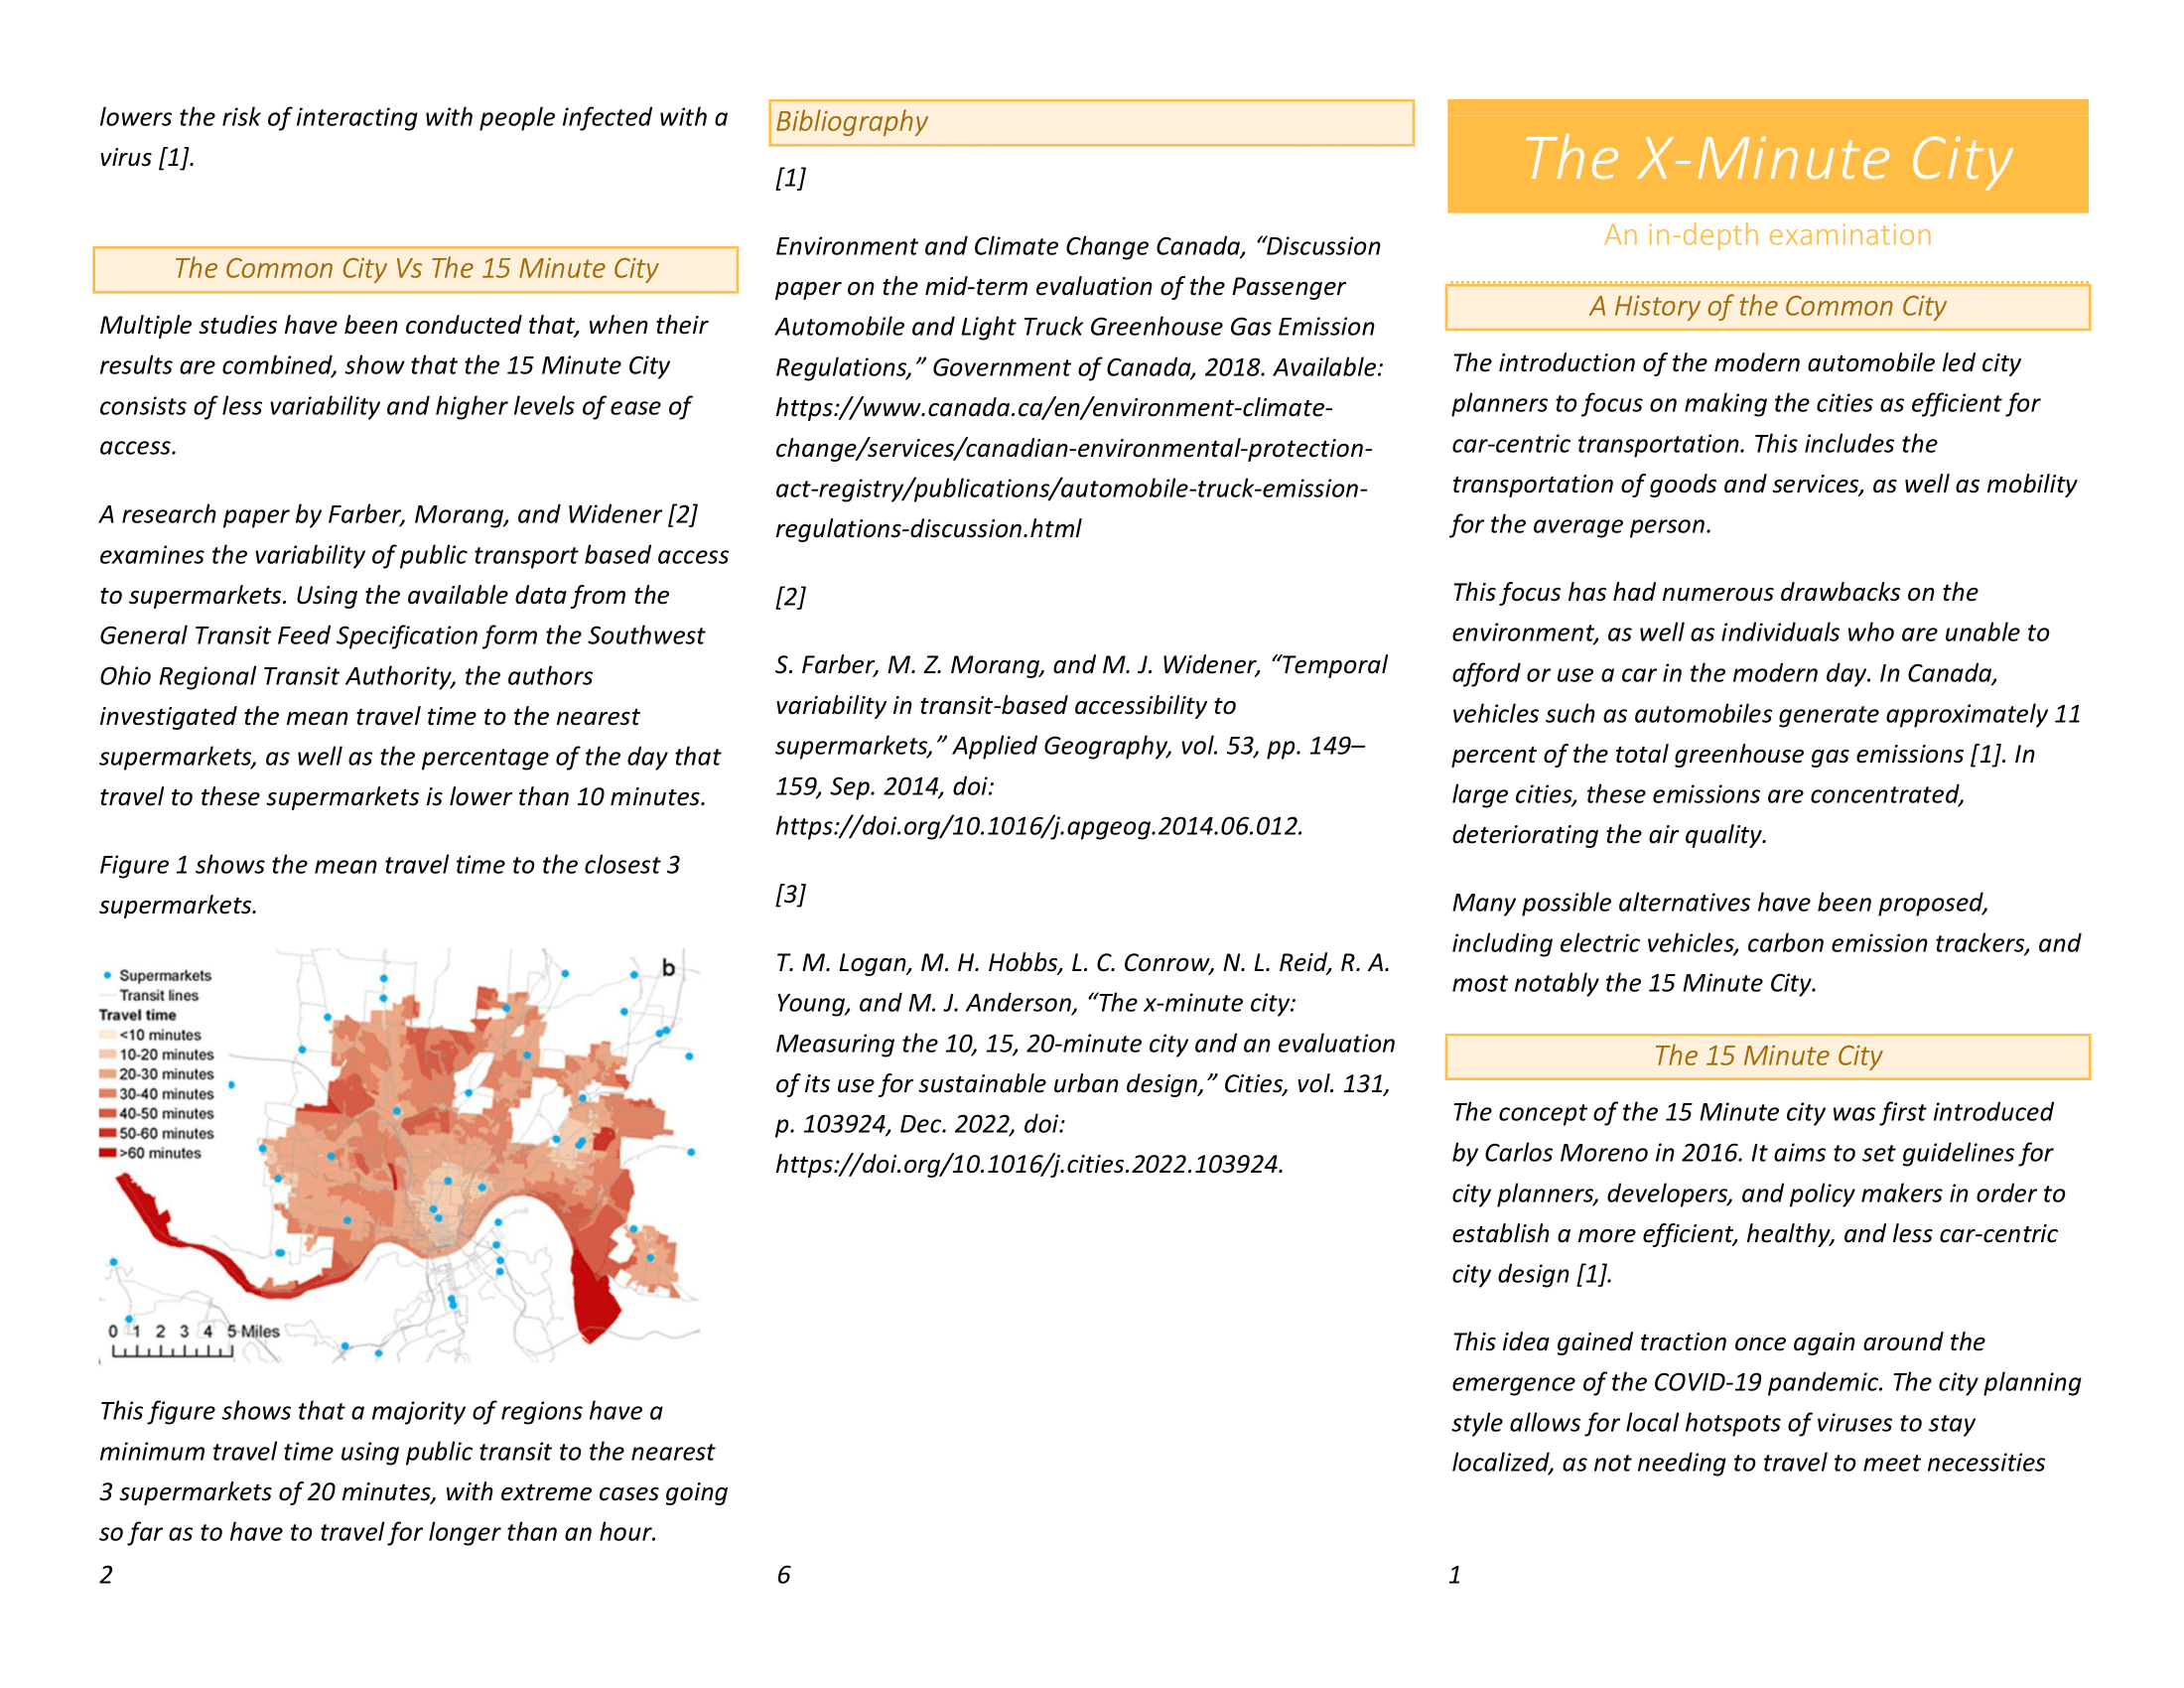 lowers the risk of interacting with people infected with a
virus [1].
The Common City Vs The 15 Minute City
Multiple studies have been conducted that, when their
results are combined, show that the 15 Minute City
consists of less variability and higher levels of ease of
access.
A research paper by Farber, Morang, and Widener [2]
examines the variability of public transport based access
to supermarkets. Using the available data from the
General Transit Feed Specification form the Southwest
Ohio Regional Transit Authority, the authors
investigated the mean travel time to the nearest
supermarkets, as well as the percentage of the day that
travel to these supermarkets is lower than 10 minutes.
Figure 1 shows the mean travel time to the closest 3
supermarkets.
b
Supermarkets
Transit lines
Travel time
<10 minutes
10-20 minutes
20-30 minutes
30-40 minutes
40-50 minutes
50-60 minutes
>60 minutes
0 1 2 3 4 5 Miles
This figure shows that a majority of regions have a
minimum travel time using public transit to the nearest
3 supermarkets of 20 minutes, with extreme cases going
so far as to have to travel for longer than an hour.
2
Bibliography
[1]
Environment and Climate Change Canada, “Discussion
paper on the mid-term evaluation of the Passenger
Automobile and Light Truck Greenhouse Gas Emission
Regulations,” Government of Canada, 2018. Available:
https://www.canada.ca/en/environment-climate-
change/services/canadian-environmental-protection-
act-registry/publications/automobile-truck-emission-
regulations-discussion.html
[2]
S. Farber, M. Z. Morang, and M. J. Widener, “Temporal
variability in transit-based accessibility to
supermarkets,” Applied Geography, vol. 53, pp. 149–
159, Sep. 2014, doi:
https://doi.org/10.1016/j.apgeog.2014.06.012.
[3]
T. M. Logan, M. H. Hobbs, L. C. Conrow, N. L. Reid, R. A.
Young, and M. J. Anderson, “The x-minute city:
Measuring the 10, 15, 20-minute city and an evaluation
of its use for sustainable urban design,” Cities, vol. 131,
p. 103924, Dec. 2022, doi:
https://doi.org/10.1016/j.cities.2022.103924.
6
The X-Minute City
An in-depth examination
A History of the Common City
The introduction of the modern automobile led city
planners to focus on making the cities as efficient for
car-centric transportation. This includes the
transportation of goods and services, as well as mobility
for the average person.
This focus has had numerous drawbacks on the
environment, as well as individuals who are unable to
afford or use a car in the modern day. In Canada,
vehicles such as automobiles generate approximately 11
percent of the total greenhouse gas emissions [1]. In
large cities, these emissions are concentrated,
deteriorating the air quality.
Many possible alternatives have been proposed,
including electric vehicles, carbon emission trackers, and
most notably the 15 Minute City.
The 15 Minute City
The concept of the 15 Minute city was first introduced
by Carlos Moreno in 2016. It aims to set guidelines for
city planners, developers, and policy makers in order to
establish a more efficient, healthy, and less car-centric
city design [1].
This idea gained traction once again around the
emergence of the COVID-19 pandemic. The city planning
style allows for local hotspots of viruses to stay
localized, as not needing to travel to meet necessities
1